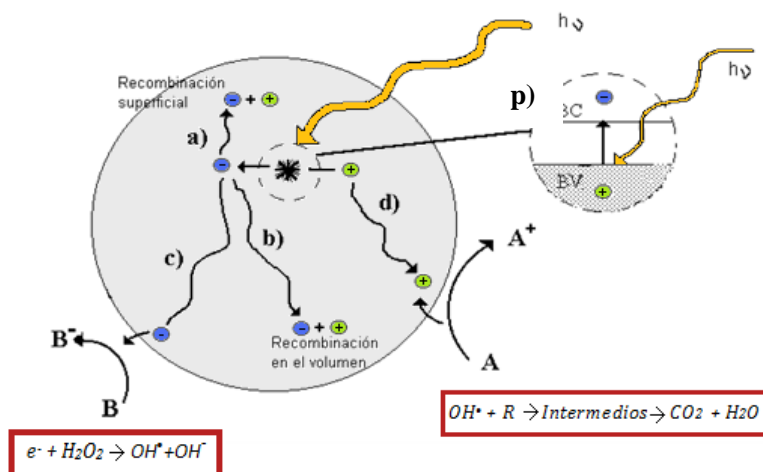 hν
hν
p)
Recombinación
superficial
- + +
BC
-
a)
-
+
BV
+
d)
b)
c)
A⁺
+
-
- + +
Recombinación
en el volumen
B⁻
A
B
OH• + R → Intermedios → CO2 + H2O
e- + H2O2 → OH•+OH-